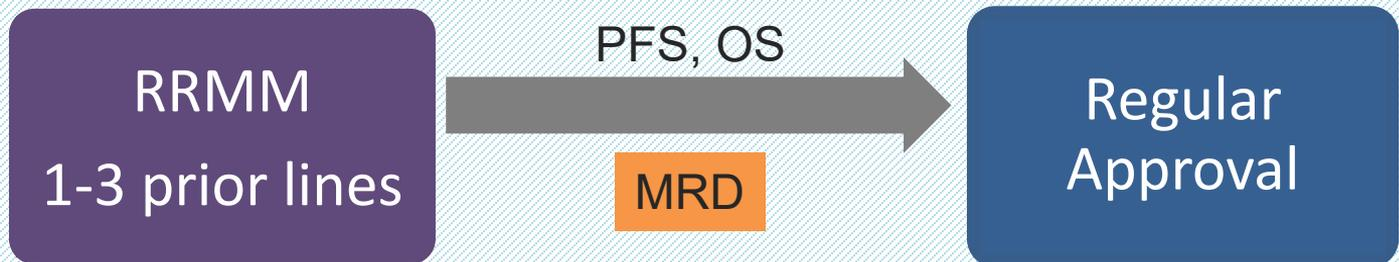 RRMM
1-3 prior lines
PFS, OS
MRD
Regular
Approval